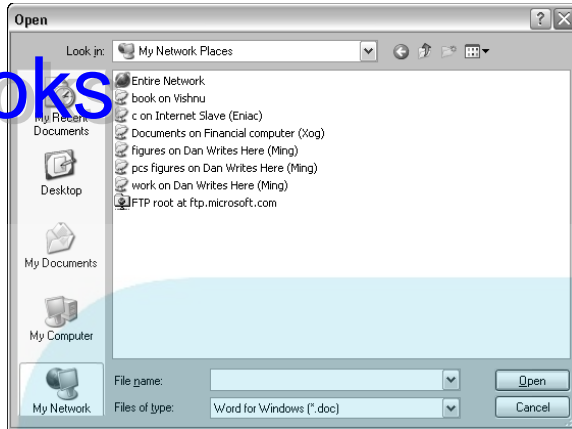 Open
Look in: My Network Places
oks
My Recent
Documents
Desktop
My Documents
My Computer
My Network
Entire Network
book on Vishnu
c on Internet Slave (Eniac)
Documents on Financial computer (Xog)
figures on Dan Writes Here (Ming)
pcs figures on Dan Writes Here (Ming)
work on Dan Writes Here (Ming)
FTP root at ftp.microsoft.com
File name:
Open
Files of type: Word for Windows (*.doc)
Cancel